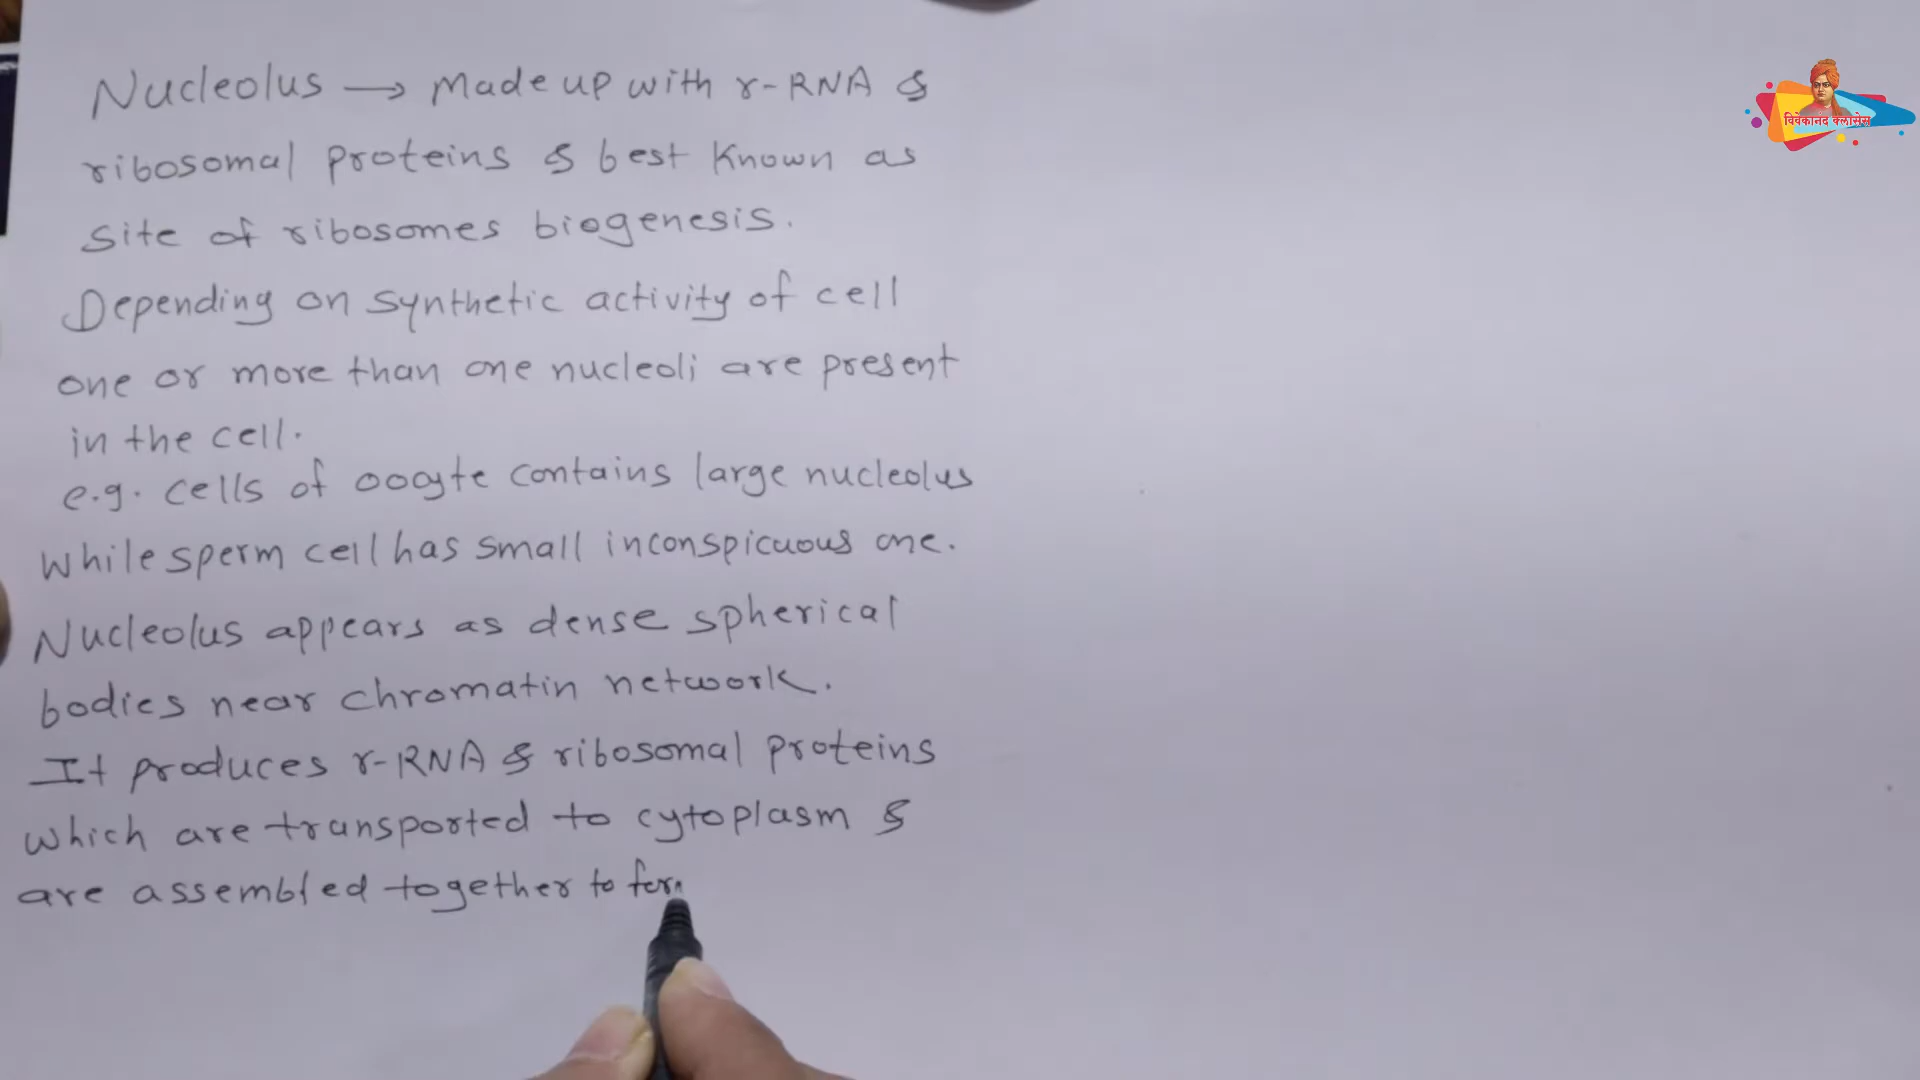 Nucleolus → Made up with r-RNA &
ribosomal proteins & best known as
site of ribosomes biogenesis.
Depending on synthetic activity of cell
one or more than one nucleoli are present
in the cell.
e.g. cells of oocyte contains large nucleolus
while sperm cell has small inconspicuous one.
Nucleolus appears as dense spherical
bodies near chromatin network.
It produces r-RNA & ribosomal proteins
which are transported to cytoplasm &
are assembled together to for
विवेकानंद क्लासेस